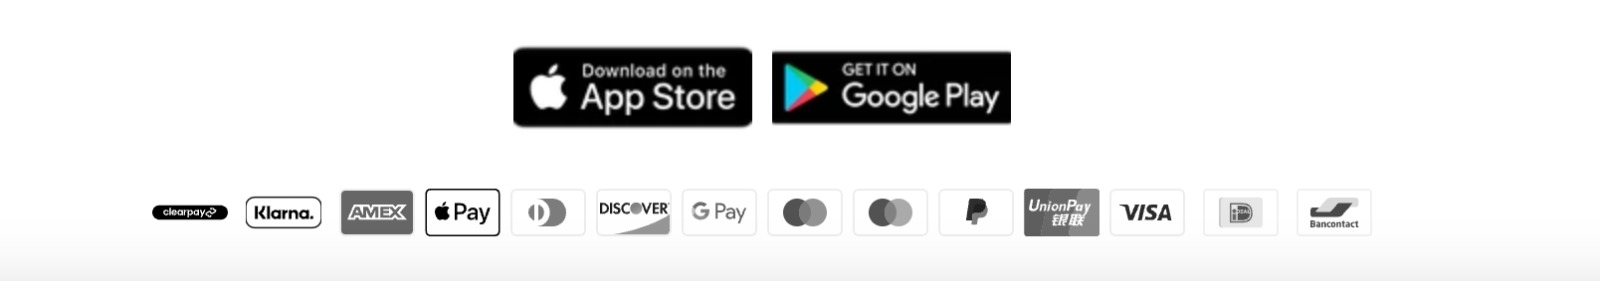 Download on the
App Store
GET IT ON
Google Play
clearpay
Klarna.
AMEX
Pay
DISCOVER
G Pay
UnionPay
银联
VISA
iDEAL
Bancontact